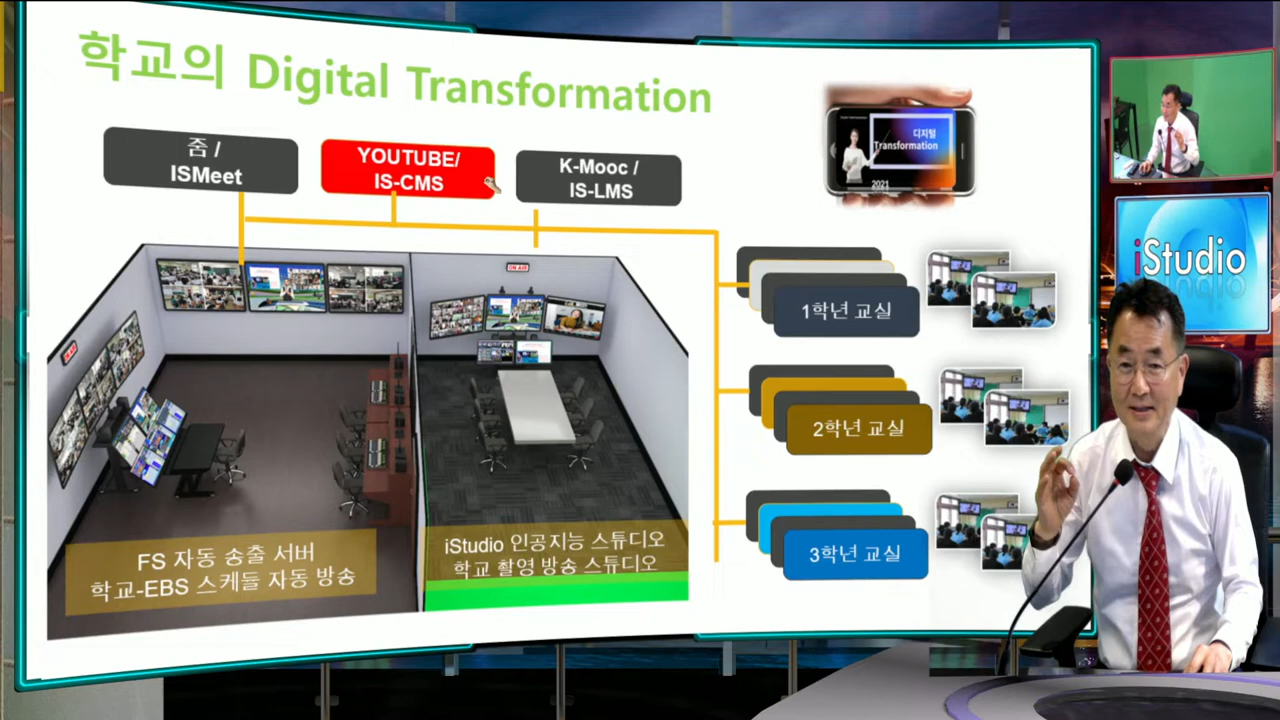 학교의 Digital Transformation
줌 /
ISMeet
YOUTUBE/
IS-CMS
K-Mooc /
IS-LMS
디지털
Transformation
2021
iStudio
ON AIR
1학년 교실
2학년 교실
3학년 교실
FS 자동 송출 서버
학교-EBS 스케듈 자동 방송
iStudio 인공지능 스튜디오
학교 촬영 방송 스튜디오